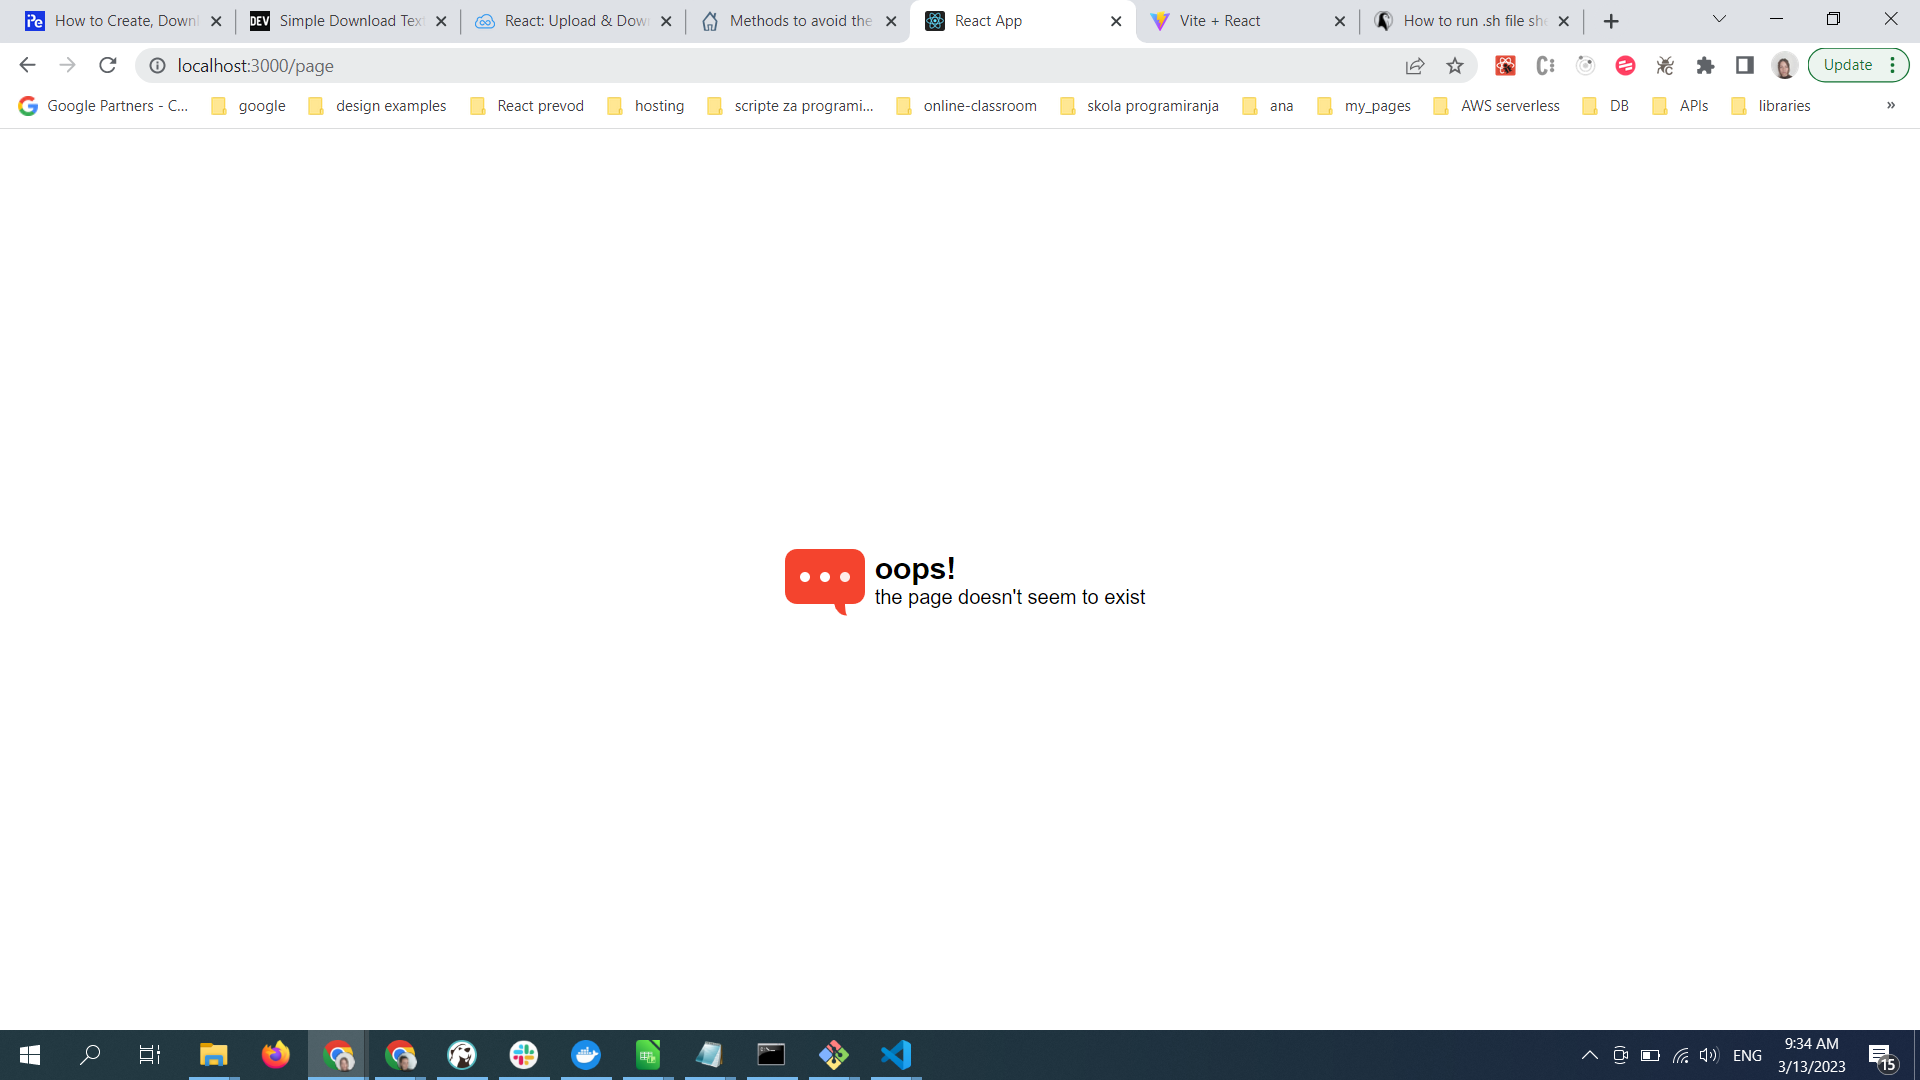 How to Create, Downl
Simple Download Text
React: Upload & Dow
Methods to avoid the
React App
Vite + React
How to run .sh file she
localhost:3000/page
Update
Google Partners - C...
google
design examples
React prevod
hosting
scripte za programi...
online-classroom
skola programiranja
ana
my_pages
AWS serverless
DB
APIs
libraries
»
oops!
the page doesn't seem to exist
ENG
9:34 AM
3/13/2023
15